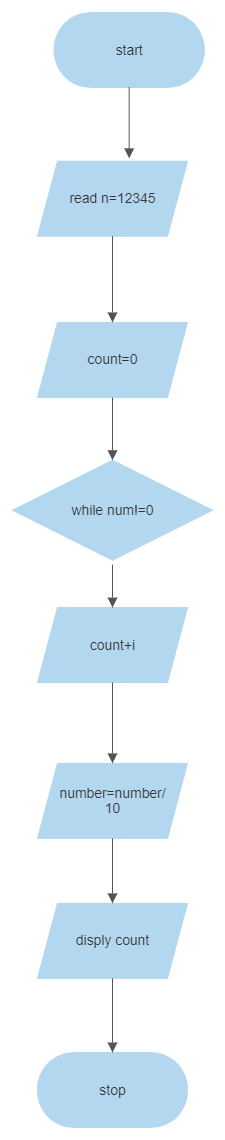 start
read n=12345
count=0
while num!=0
count+i
number=number/
10
disply count
stop